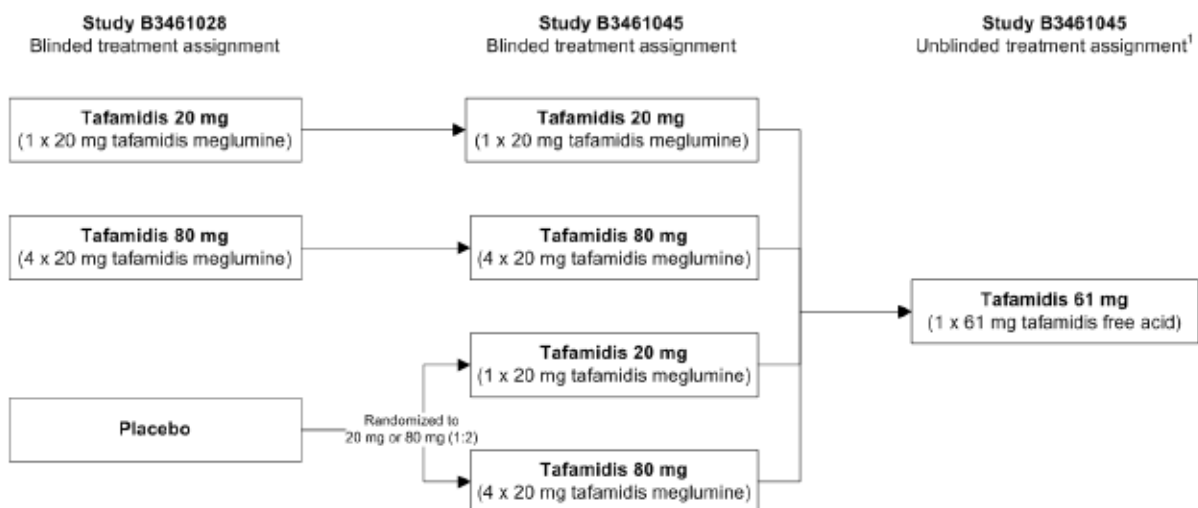 Study B3461028
Blinded treatment assignment
Study B3461045
Blinded treatment assignment
Study B3461045
Unblinded treatment assignment¹
Tafamidis 20 mg
(1 x 20 mg tafamidis meglumine)
Tafamidis 20 mg
(1 x 20 mg tafamidis meglumine)
Tafamidis 80 mg
(4 x 20 mg tafamidis meglumine)
Tafamidis 80 mg
(4 x 20 mg tafamidis meglumine)
Tafamidis 61 mg
(1 x 61 mg tafamidis free acid)
Tafamidis 20 mg
(1 x 20 mg tafamidis meglumine)
Placebo
Randomized to
20 mg or 80 mg (1:2)
Tafamidis 80 mg
(4 x 20 mg tafamidis meglumine)